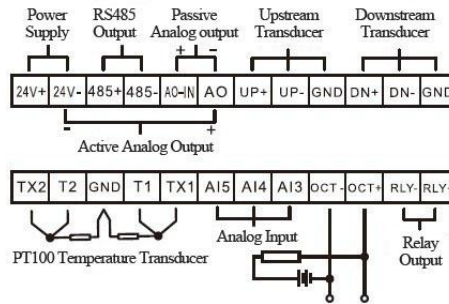 Power Supply RS485 Output Passive Analog output Upstream Transducer Downstream Transducer
+ -
24V+ 24V- 485+ 485- AO-IN AO UP+ UP- GND DN+ DN- GND
- +
Active Analog Output
TX2 T2 GND T1 TX1 AI5 AI4 AI3 OCT- OCT+ RLY- RLY-
Analog Input
PT100 Temperature Transducer
Relay Output